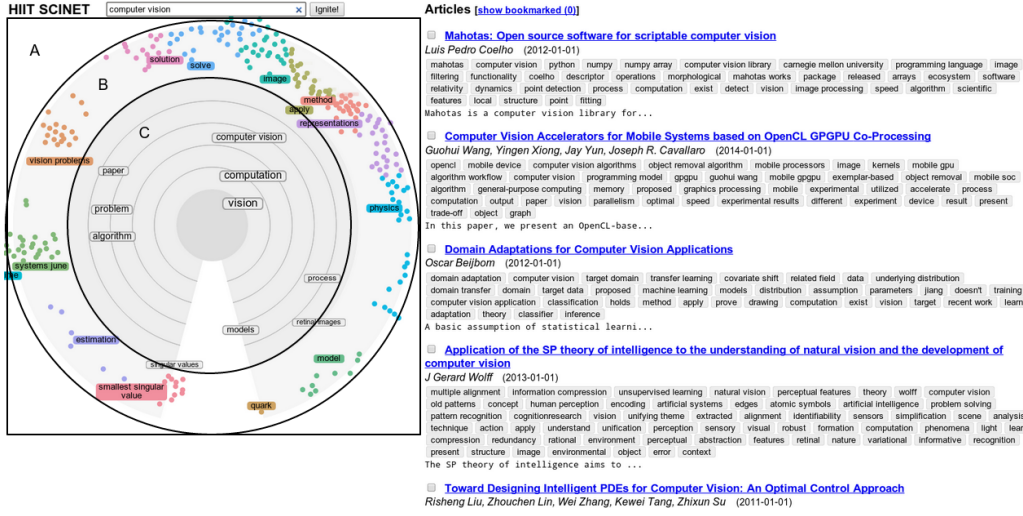 HIIT SCINET
computer vision
Ignite!
A
B
C
solution
solve
image
method
apply
representations
computer vision
vision problems
paper
computation
vision
problem
physics
algorithm
systems june
process
retinal images
models
estimation
singular values
model
smallest singular
value
quark
Articles [show bookmarked (0)]
Mahotas: Open source software for scriptable computer vision
Luis Pedro Coelho (2012-01-01)
mahotas computer vision python numpy numpy array computer vision library carnegie mellon university programming language image
filtering functionality coelho descriptor operations morphological mahotas works package released arrays ecosystem software
relativity dynamics point detection process computation exist detect vision image processing speed algorithm scientific
features local structure point fitting
Mahotas is a computer vision library for...
Computer Vision Accelerators for Mobile Systems based on OpenCL GPGPU Co-Processing
Guohui Wang, Yingen Xiong, Jay Yun, Joseph R. Cavallaro (2014-01-01)
opencl mobile device computer vision algorithms object removal algorithm mobile processors image kernels mobile gpu
algorithm workflow computer vision programming model gpgpu guohui wang mobile gpgpu exemplar-based object removal mobile soc
algorithm general-purpose computing memory proposed graphics processing mobile experimental utilized accelerate process
computation output paper vision parallelism optimal speed experimental results different experiment device result present
trade-off object graph
In this paper, we present an OpenCL-base...
Domain Adaptations for Computer Vision Applications
Oscar Beijbom (2012-01-01)
domain adaptation computer vision target domain transfer learning covariate shift related field data underlying distribution
domain transfer domain target data proposed machine learning models distribution assumption parameters jiang doesn't training
computer vision application classification holds method apply prove drawing computation exist vision target recent work learn
adaptation theory classifier inference
A basic assumption of statistical learni...
Application of the SP theory of intelligence to the understanding of natural vision and the development of
computer vision
J Gerard Wolff (2013-01-01)
multiple alignment information compression unsupervised learning natural vision perceptual features theory wolff computer vision
old patterns concept human perception encoding artificial systems edges atomic symbols artificial intelligence problem solving
pattern recognition cognitionresearch vision unifying theme extracted alignment identifiability sensors simplification scene analysis
technique action apply understand unification perception sensory visual robust formation computation phenomena light lear
compression redundancy rational environment perceptual abstraction features retinal nature variational informative recognition
present structure image environmental object error context
The SP theory of intelligence aims to ...
Toward Designing Intelligent PDEs for Computer Vision: An Optimal Control Approach
Risheng Liu, Zhouchen Lin, Wei Zhang, Kewei Tang, Zhixun Su (2011-01-01)